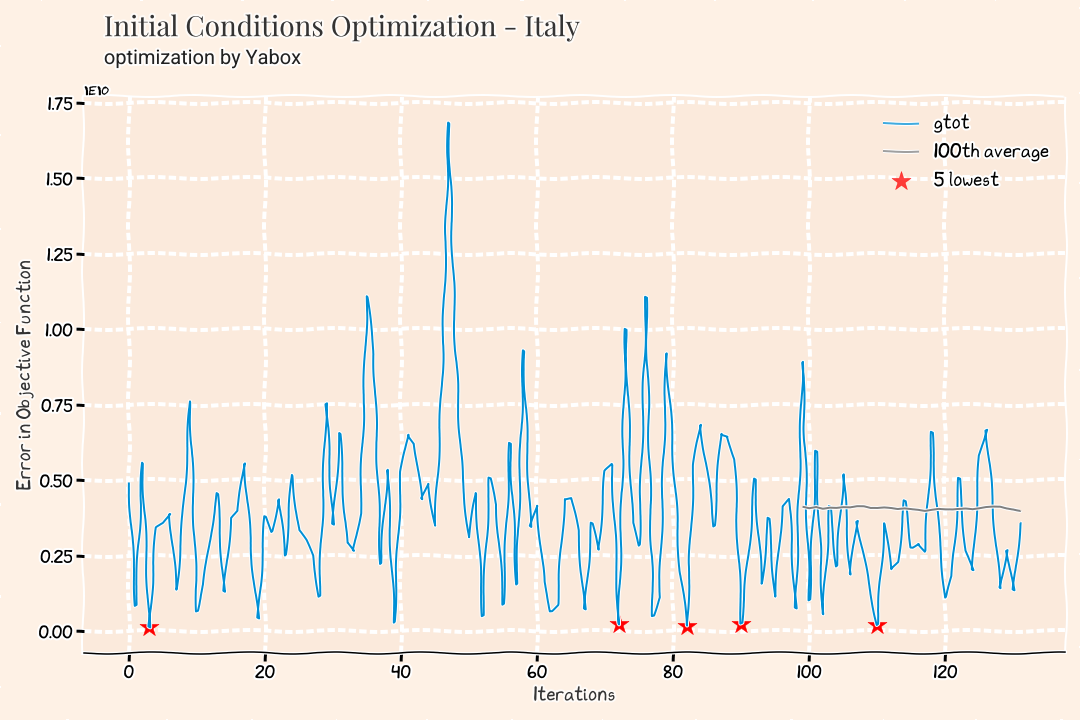 Initial Conditions Optimization - Italy
optimization by Yabox
1E10
1.75
1.50
1.25
1.00
0.75
0.50
0.25
0.00
Error in Objective Function
gtot
100th average
5 lowest
0 20 40 60 80 100 120
Iterations